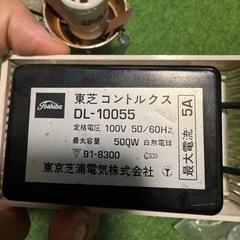 Toshiba
東芝コントルクス
DL-10055
定格電圧 100V 50/60Hz
最大容量 500W 白熱電球
▽91-8300
東京芝浦電気株式会社
最大電流 5A